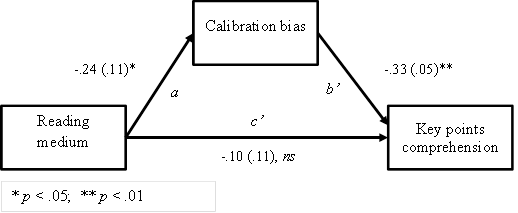 Calibration bias
-.24 (.11)*
-.33 (.05)**
a
b’
Reading
medium
c’
Key points
comprehension
-.10 (.11), ns
* p < .05;  ** p < .01